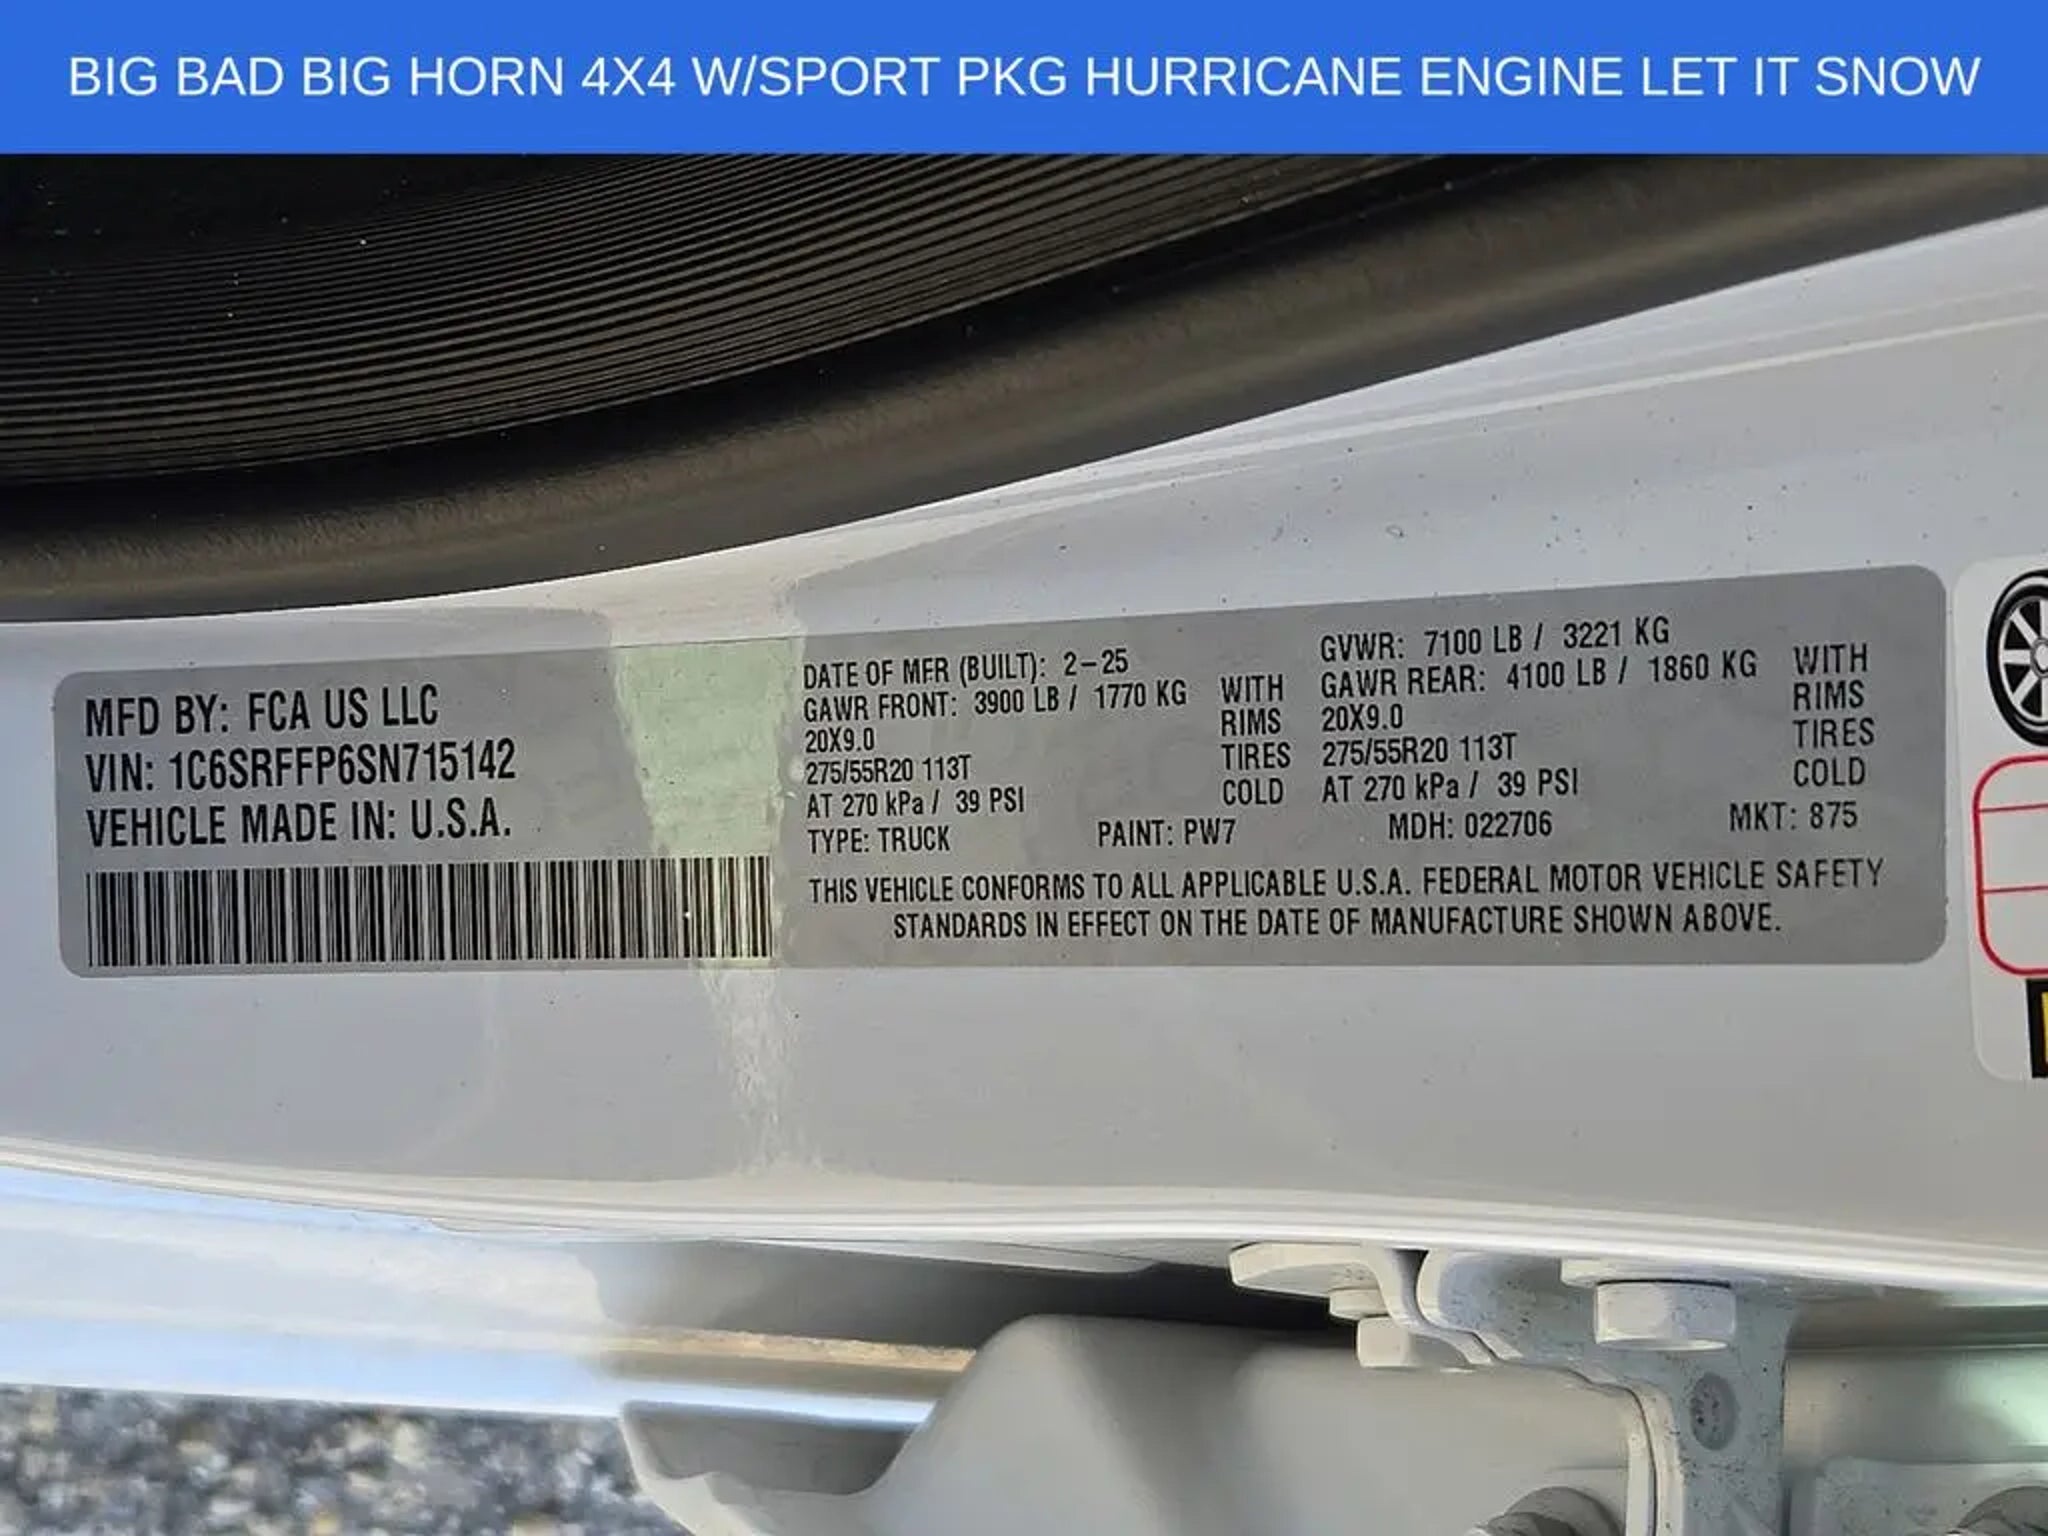 BIG BAD BIG HORN 4X4 W/SPORT PKG HURRICANE ENGINE LET IT SNOW
MFD BY: FCA US LLC
VIN: 1C6SRFFP6SN715142
VEHICLE MADE IN: U.S.A.
DATE OF MFR (BUILT): 2-25
GAWR FRONT: 3900 LB / 1770 KG WITH
20X9.0 RIMS
275/55R20 113T TIRES
AT 270 kPa / 39 PSI COLD
GVWR: 7100 LB / 3221 KG
GAWR REAR: 4100 LB / 1860 KG WITH
20X9.0 RIMS
275/55R20 113T TIRES
AT 270 kPa / 39 PSI COLD
TYPE: TRUCK PAINT: PW7 MDH: 022706 MKT: 875
THIS VEHICLE CONFORMS TO ALL APPLICABLE U.S.A. FEDERAL MOTOR VEHICLE SAFETY
STANDARDS IN EFFECT ON THE DATE OF MANUFACTURE SHOWN ABOVE.